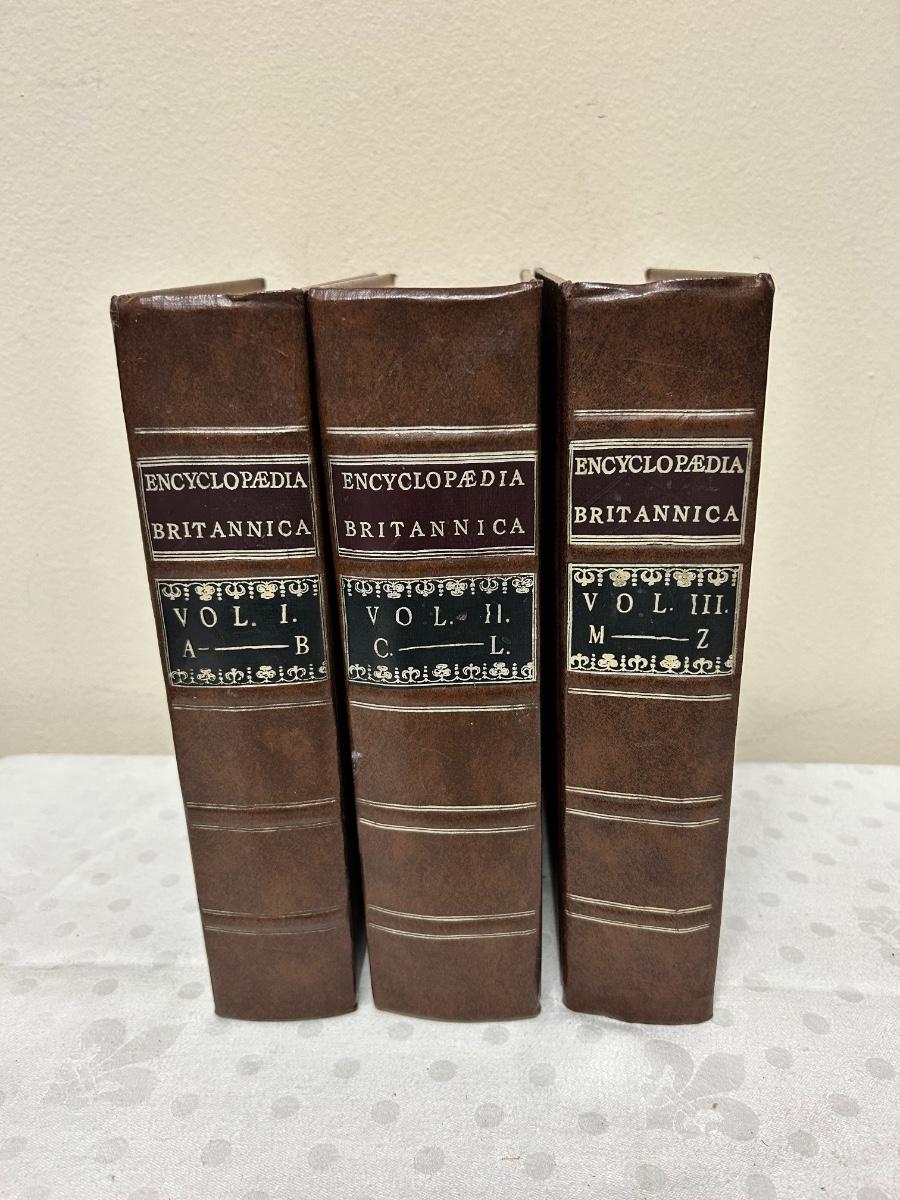 ENCYCLOPÆDIA
BRITANNICA
VOL. I.
A — B
ENCYCLOPÆDIA
BRITANNICA
VOL. II.
C. — L.
ENCYCLOPÆDIA
BRITANNICA
VOL. III.
M — Z